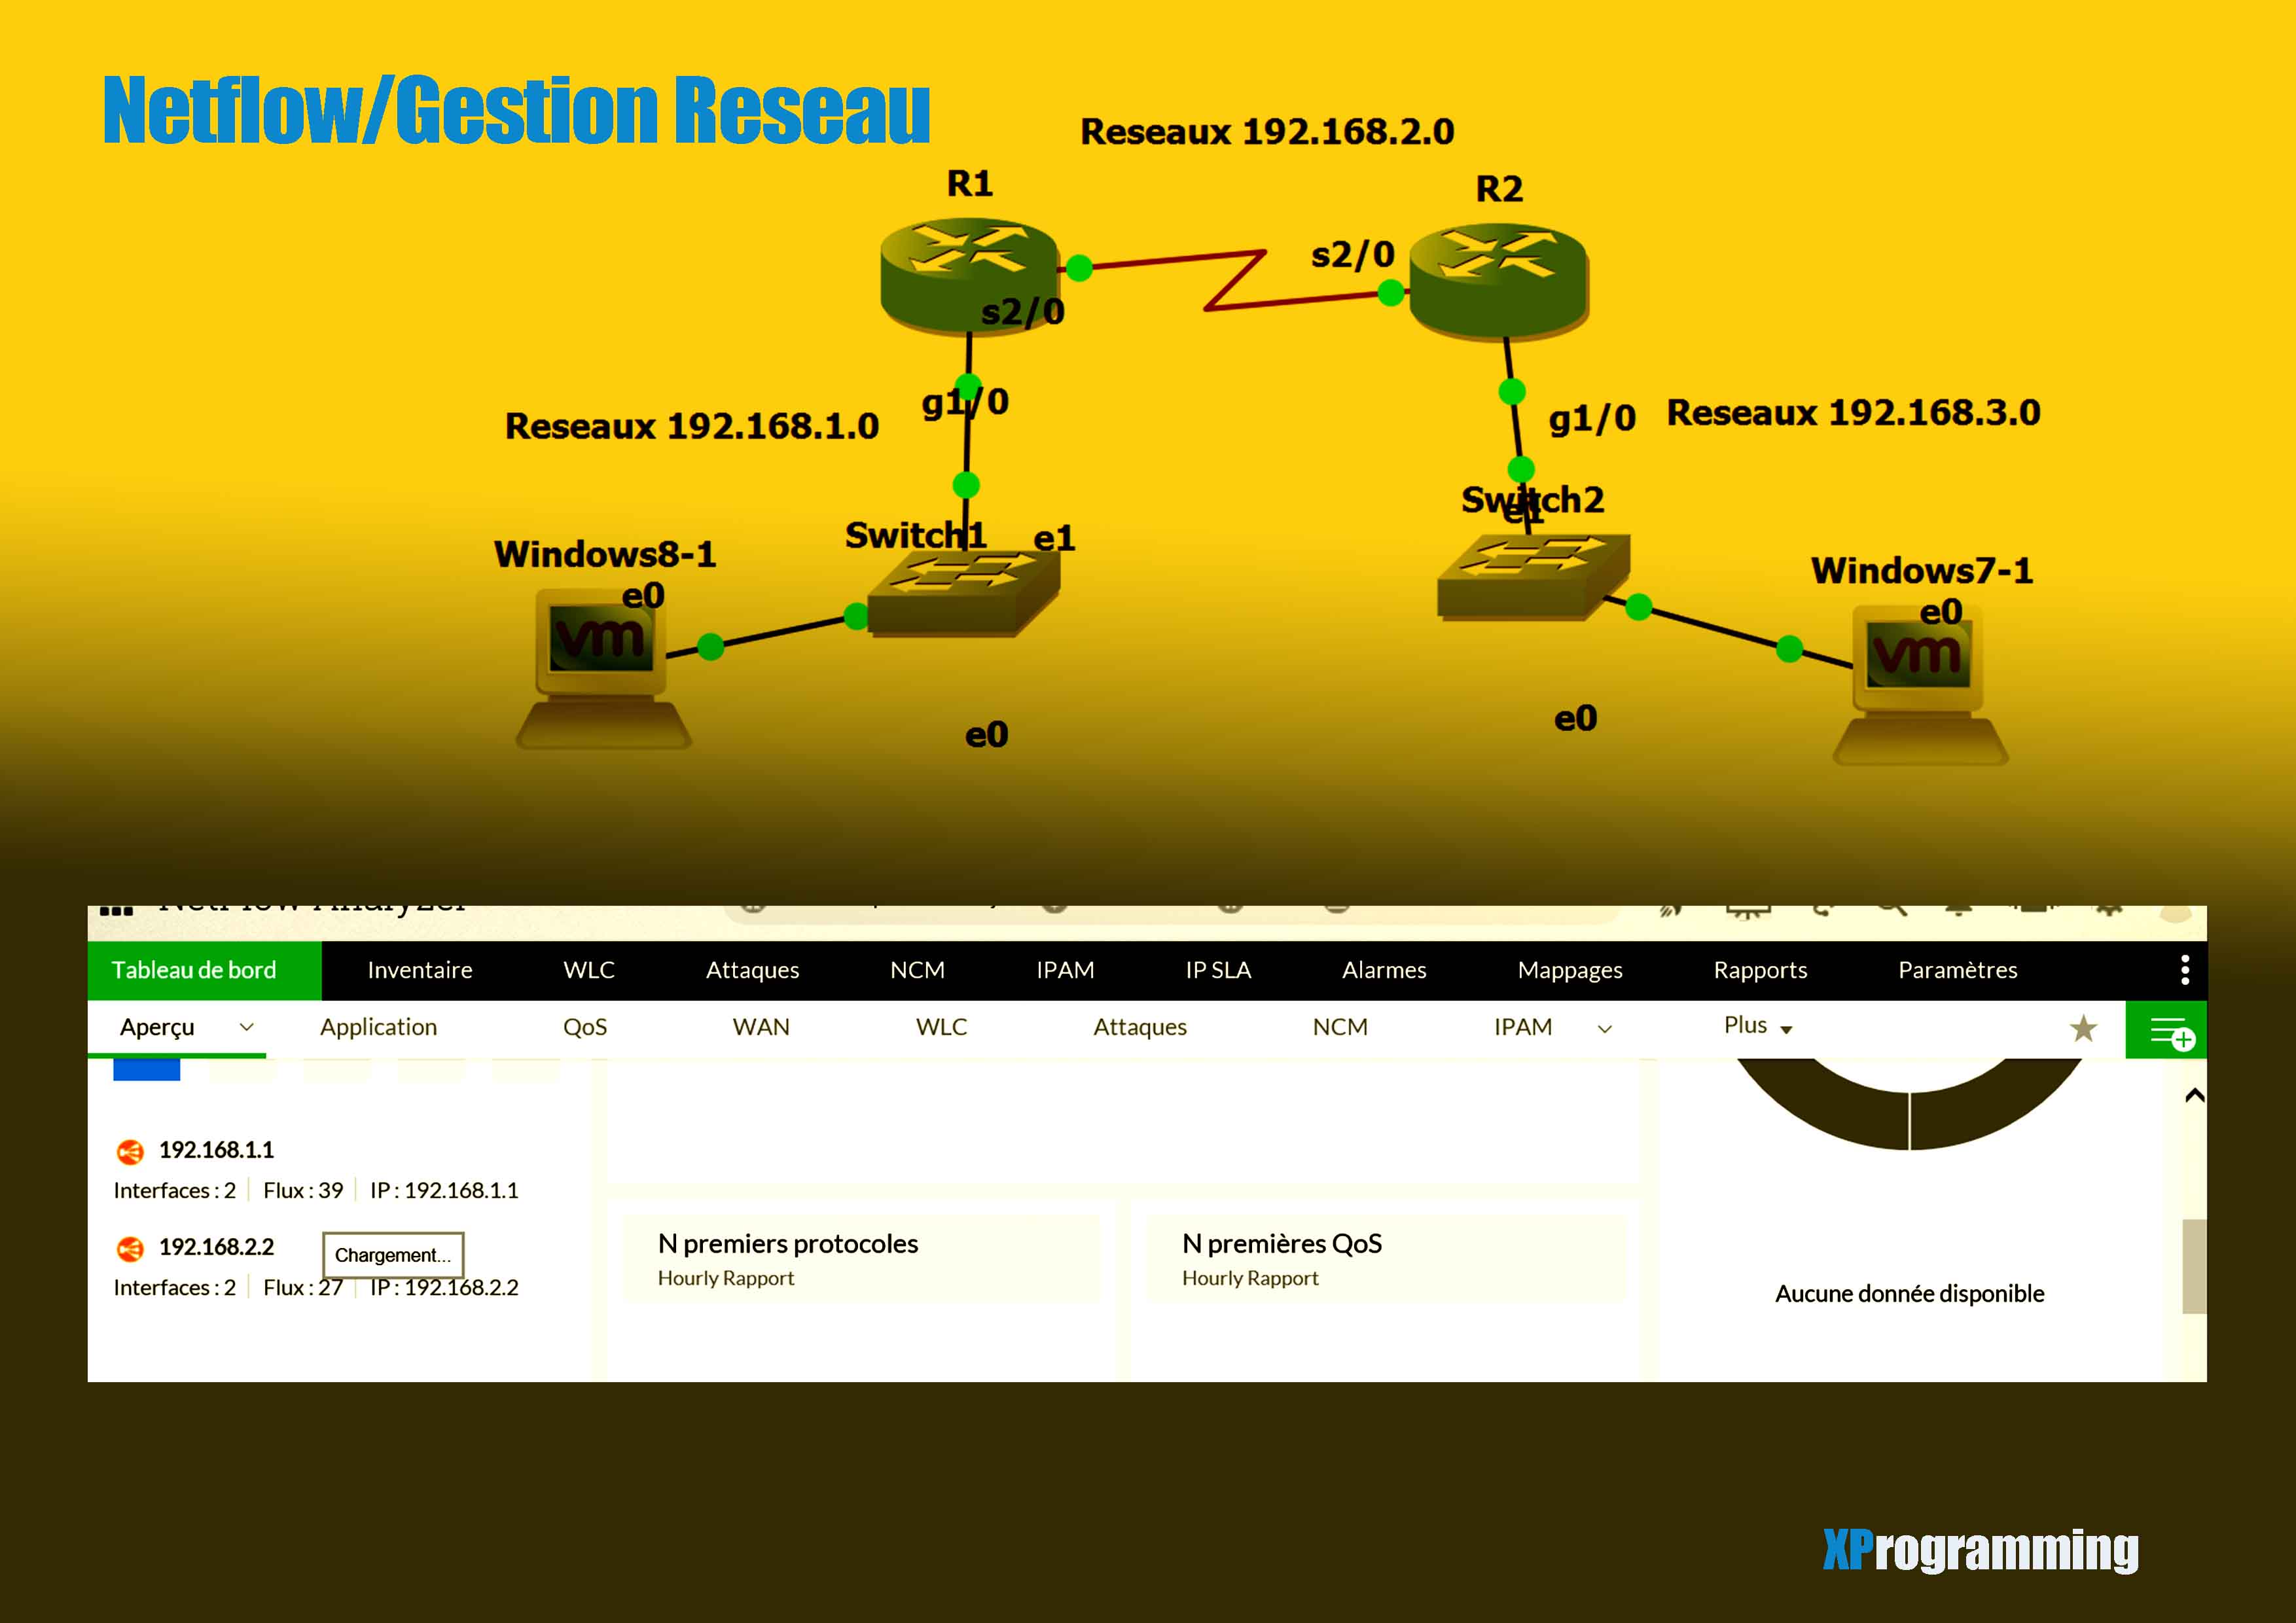 Netflow/Gestion Reseau
Reseaux 192.168.2.0
R1
R2
s2/0
s2/0
g1/0
Reseaux 192.168.1.0
g1/0
Reseaux 192.168.3.0
Switch2
e1
Switch1
e1
Windows8-1
e0
Windows7-1
e0
vm
vm
e0
e0
NetFlow Analyzer
Tableau de bord Inventaire WLC Attaques NCM IPAM IP SLA Alarmes Mappages Rapports Paramètres
Aperçu Application QoS WAN WLC Attaques NCM IPAM Plus
192.168.1.1
Interfaces : 2 Flux : 39 IP : 192.168.1.1
192.168.2.2
Chargement...
Interfaces : 2 Flux : 27 IP : 192.168.2.2
N premiers protocoles
Hourly Rapport
N premières QoS
Hourly Rapport
Aucune donnée disponible
XProgramming